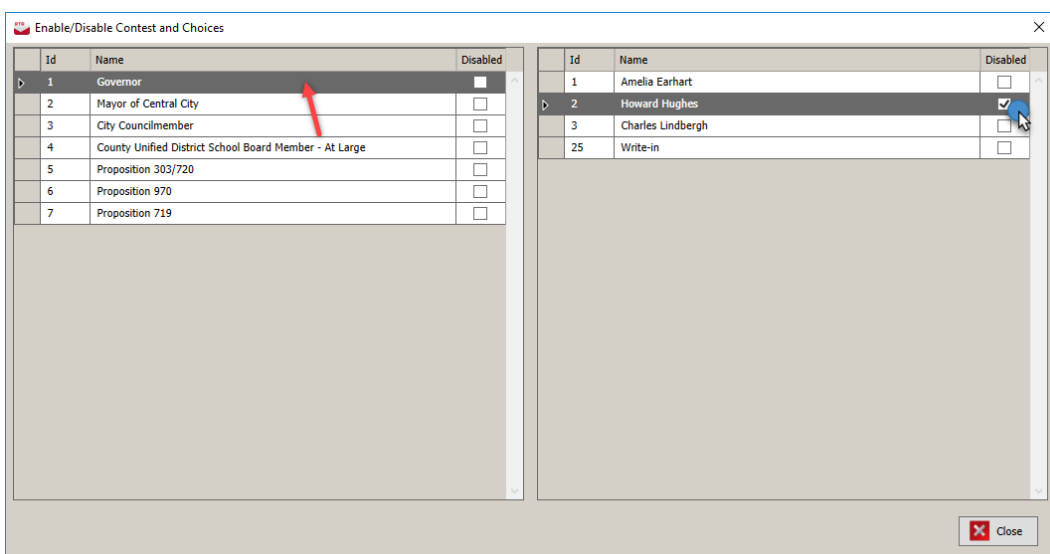 RTR Enable/Disable Contest and Choices
Id Name Disabled
1 Governor
2 Mayor of Central City
3 City Councilmember
4 County Unified District School Board Member - At Large
5 Proposition 303/720
6 Proposition 970
7 Proposition 719
Id Name Disabled
1 Amelia Earhart
2 Howard Hughes
3 Charles Lindbergh
25 Write-in
Close